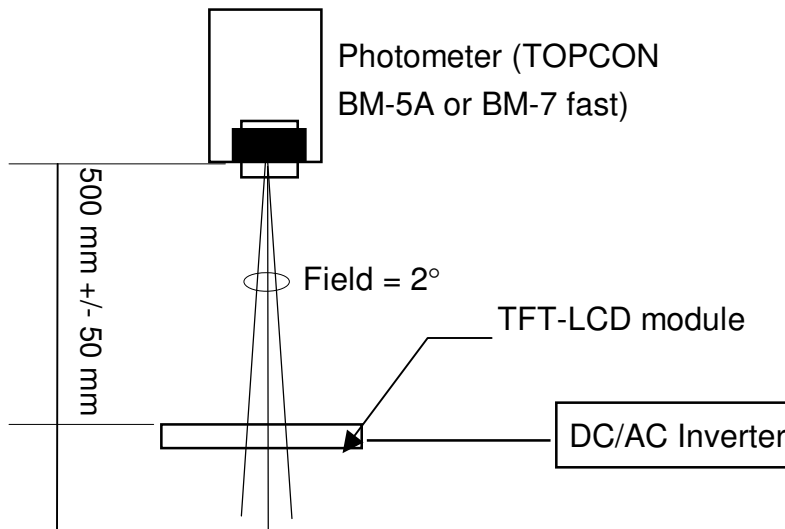 Photometer (TOPCON
BM-5A or BM-7 fast)
500 mm +/- 50 mm
Field = 2°
TFT-LCD module
DC/AC Inverter